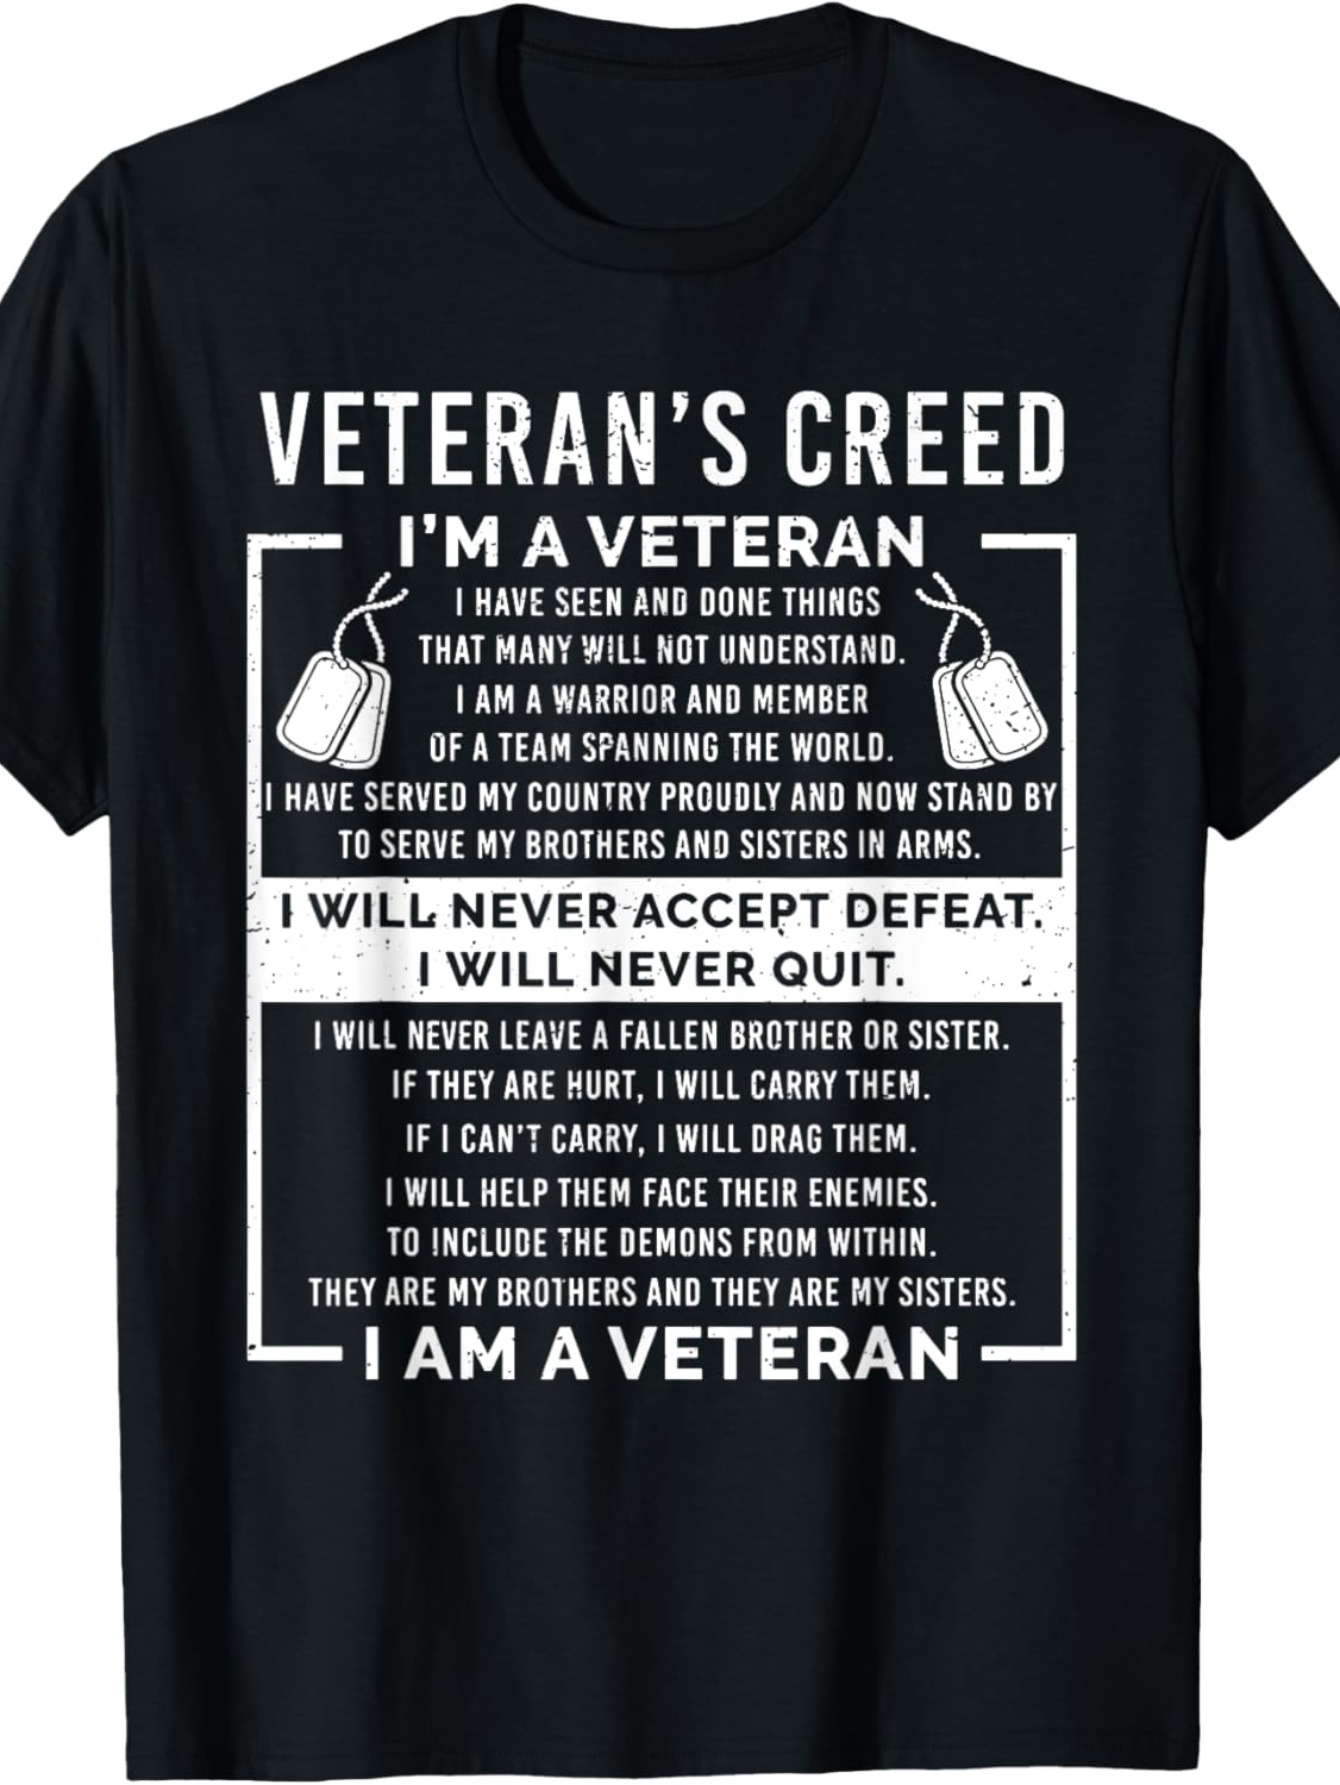 VETERAN'S CREED
I'M A VETERAN
I HAVE SEEN AND DONE THINGS
THAT MANY WILL NOT UNDERSTAND.
I AM A WARRIOR AND MEMBER
OF A TEAM SPANNING THE WORLD.
I HAVE SERVED MY COUNTRY PROUDLY AND NOW STAND BY
TO SERVE MY BROTHERS AND SISTERS IN ARMS.
I WILL NEVER ACCEPT DEFEAT.
I WILL NEVER QUIT.
I WILL NEVER LEAVE A FALLEN BROTHER OR SISTER.
IF THEY ARE HURT, I WILL CARRY THEM.
IF I CAN'T CARRY, I WILL DRAG THEM.
I WILL HELP THEM FACE THEIR ENEMIES.
TO INCLUDE THE DEMONS FROM WITHIN.
THEY ARE MY BROTHERS AND THEY ARE MY SISTERS.
I AM A VETERAN